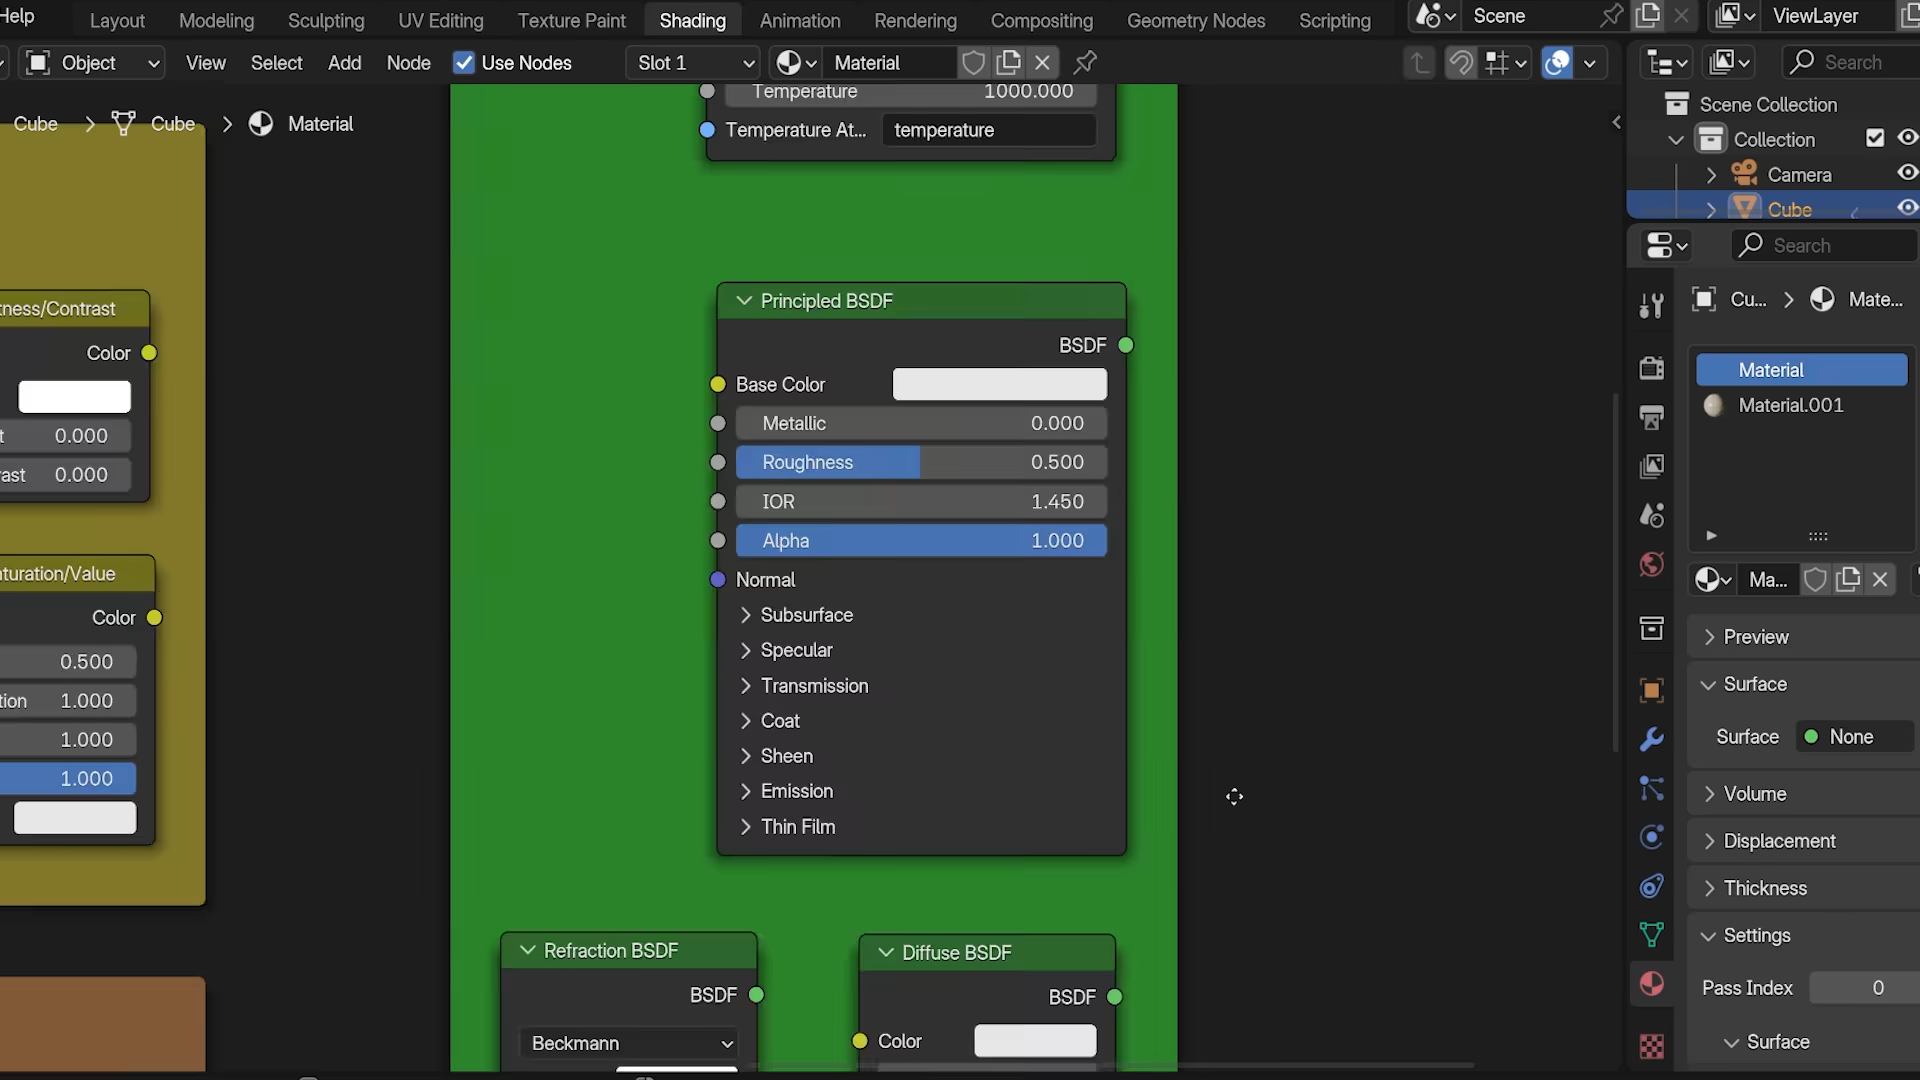 Help
Layout
Modeling
Sculpting
UV Editing
Texture Paint
Shading
Animation
Rendering
Compositing
Geometry Nodes
Scripting
Scene
ViewLayer
Object
View
Select
Add
Node
Use Nodes
Slot 1
Material
Search
Cube
Cube
Material
Temperature 1000.000
Temperature At... temperature
Scene Collection
Collection
Camera
Cube
Search
Cu...
Mate...
Material
Material.001
Ma...
Preview
Surface
Surface None
Volume
Displacement
Thickness
Settings
Pass Index 0
Surface
ness/Contrast
Color
t 0.000
rast 0.000
turation/Value
Color
0.500
tion 1.000
1.000
1.000
Principled BSDF
BSDF
Base Color
Metallic 0.000
Roughness 0.500
IOR 1.450
Alpha 1.000
Normal
Subsurface
Specular
Transmission
Coat
Sheen
Emission
Thin Film
Refraction BSDF
BSDF
Beckmann
Diffuse BSDF
BSDF
Color